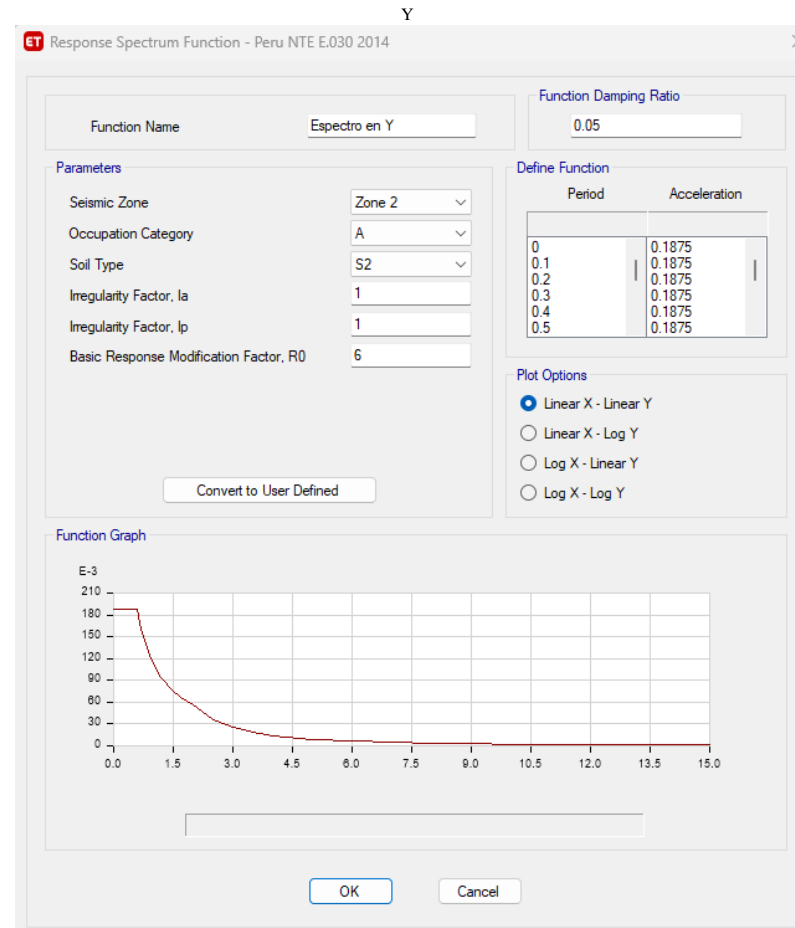 Y
ET Response Spectrum Function - Peru NTE E.030 2014
Function Name Espectro en Y
Function Damping Ratio
0.05
Parameters
Seismic Zone Zone 2
Occupation Category A
Soil Type S2
Irregularity Factor, Ia 1
Irregularity Factor, Ip 1
Basic Response Modification Factor, R0 6
Convert to User Defined
Define Function
Period Acceleration
0 0.1875
0.1 0.1875
0.2 0.1875
0.3 0.1875
0.4 0.1875
0.5 0.1875
Plot Options
Linear X - Linear Y
Linear X - Log Y
Log X - Linear Y
Log X - Log Y
Function Graph
E-3
210
180
150
120
90
60
30
0
0.0 1.5 3.0 4.5 6.0 7.5 9.0 10.5 12.0 13.5 15.0
OK Cancel